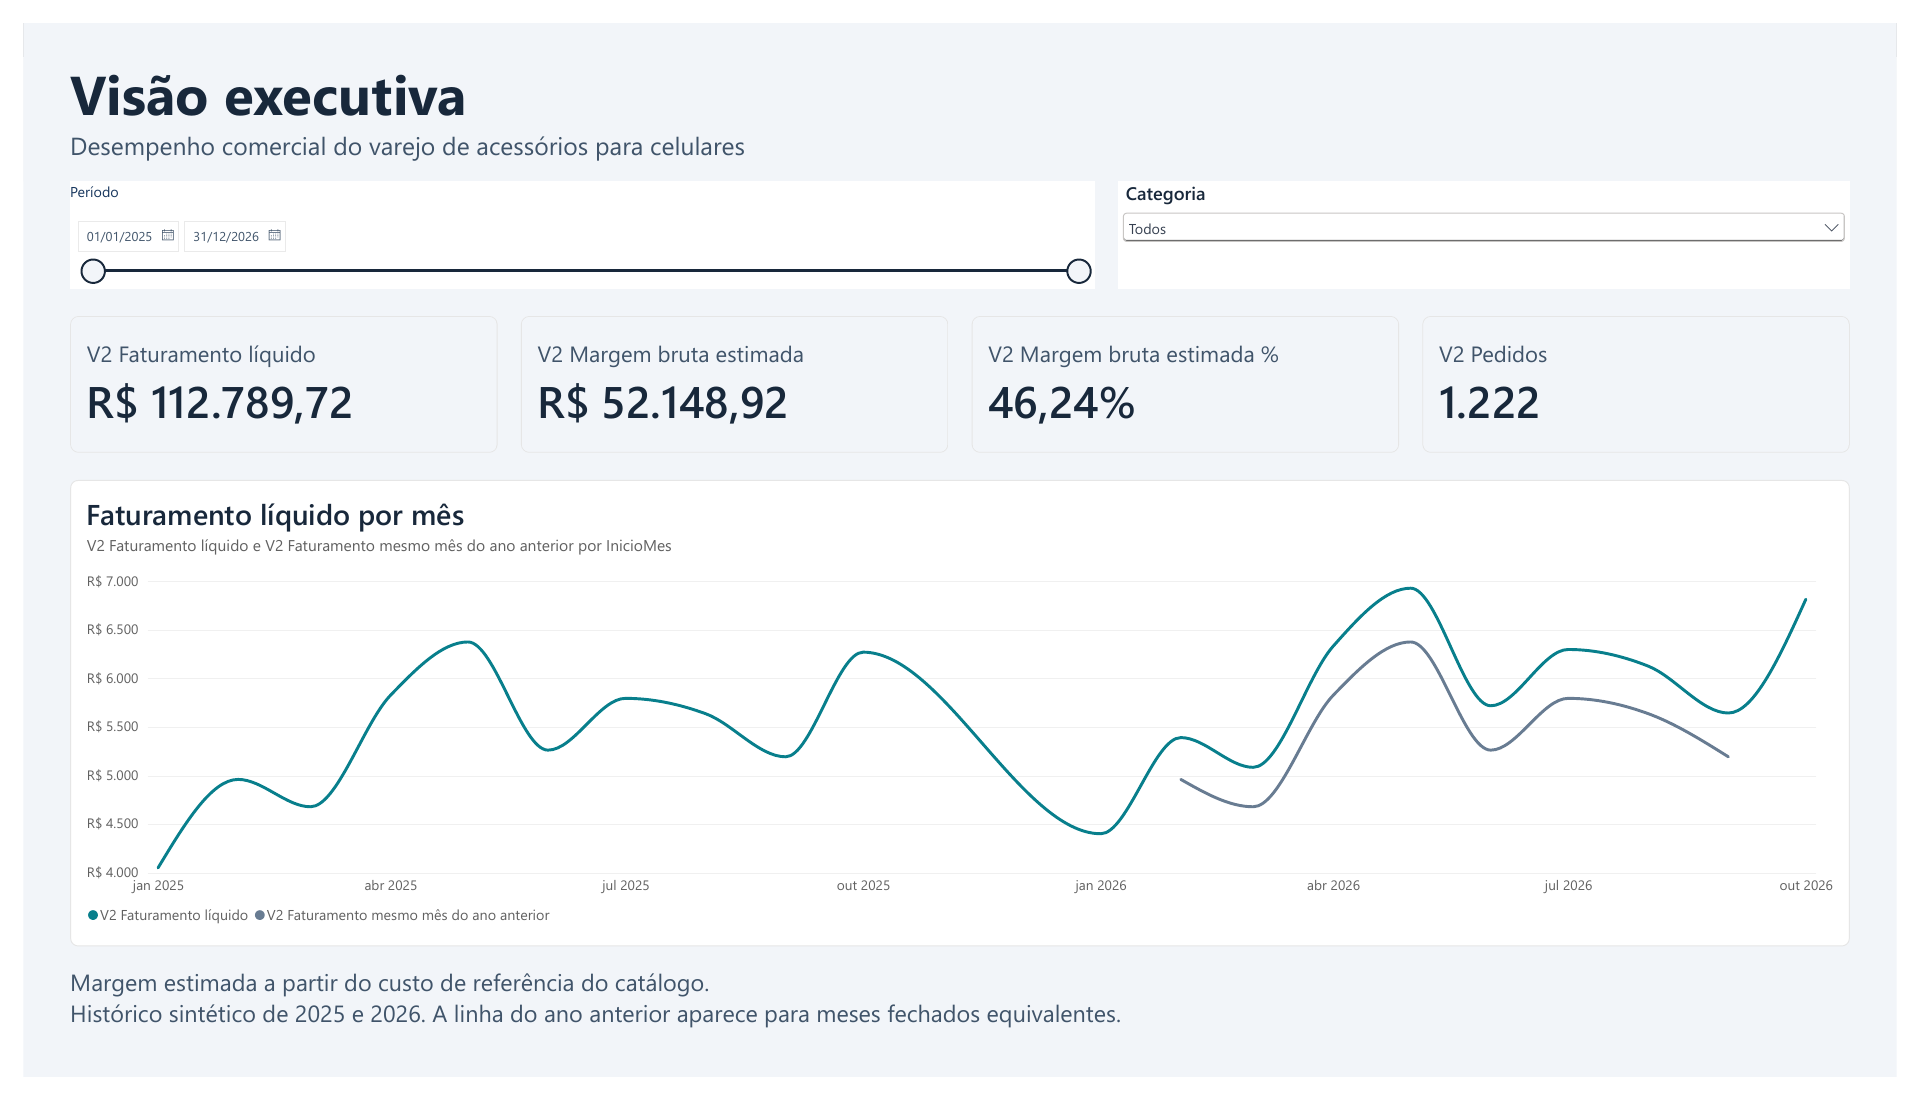 Visão executiva
Desempenho comercial do varejo de acessórios para celulares
Período
01/01/2025 31/12/2026
Categoria
Todos
V2 Faturamento líquido
R$ 112.789,72
V2 Margem bruta estimada
R$ 52.148,92
V2 Margem bruta estimada %
46,24%
V2 Pedidos
1.222
Faturamento líquido por mês
V2 Faturamento líquido e V2 Faturamento mesmo mês do ano anterior por InicioMes
R$ 7.000
R$ 6.500
R$ 6.000
R$ 5.500
R$ 5.000
R$ 4.500
R$ 4.000
jan 2025 abr 2025 jul 2025 out 2025 jan 2026 abr 2026 jul 2026 out 2026
V2 Faturamento líquido V2 Faturamento mesmo mês do ano anterior
Margem estimada a partir do custo de referência do catálogo.
Histórico sintético de 2025 e 2026. A linha do ano anterior aparece para meses fechados equivalentes.